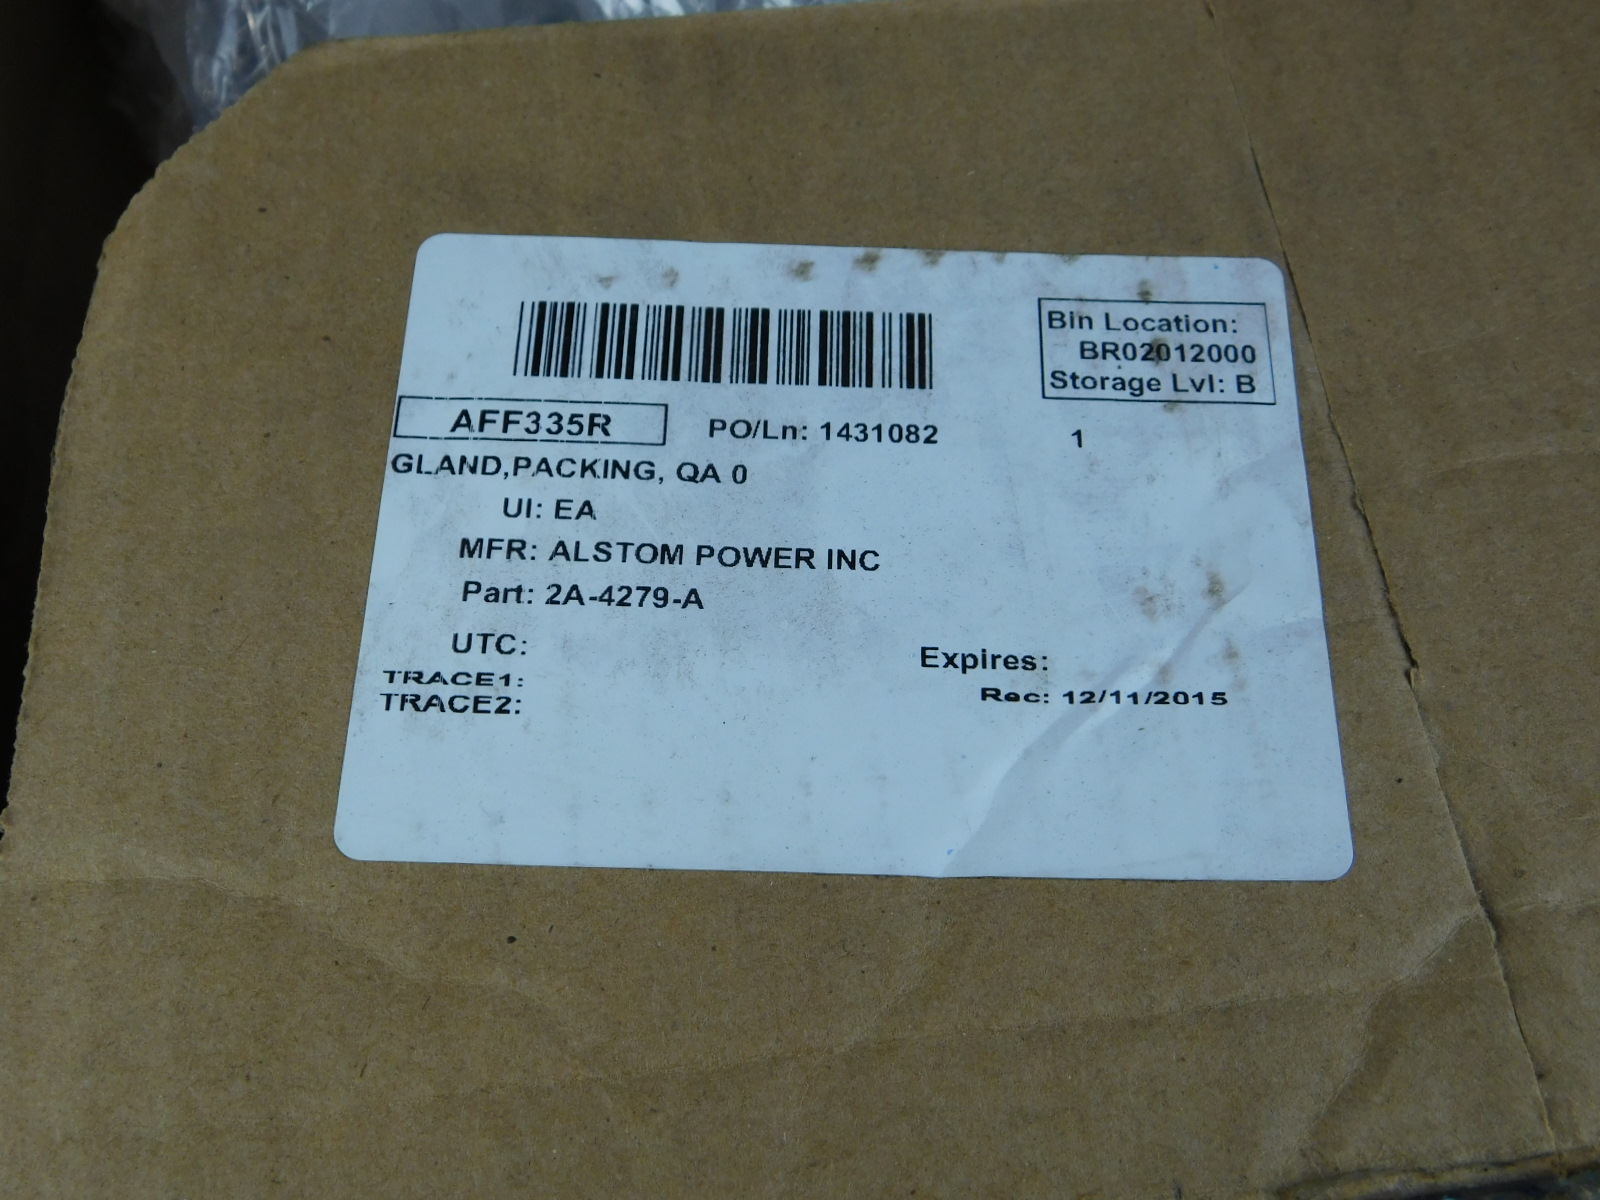 Bin Location:
BR02012000
Storage Lvl: B
AFF335R
PO/Ln: 1431082 1
GLAND,PACKING, QA 0
UI: EA
MFR: ALSTOM POWER INC
Part: 2A-4279-A
UTC:
Expires:
TRACE1:
Rec: 12/11/2015
TRACE2: